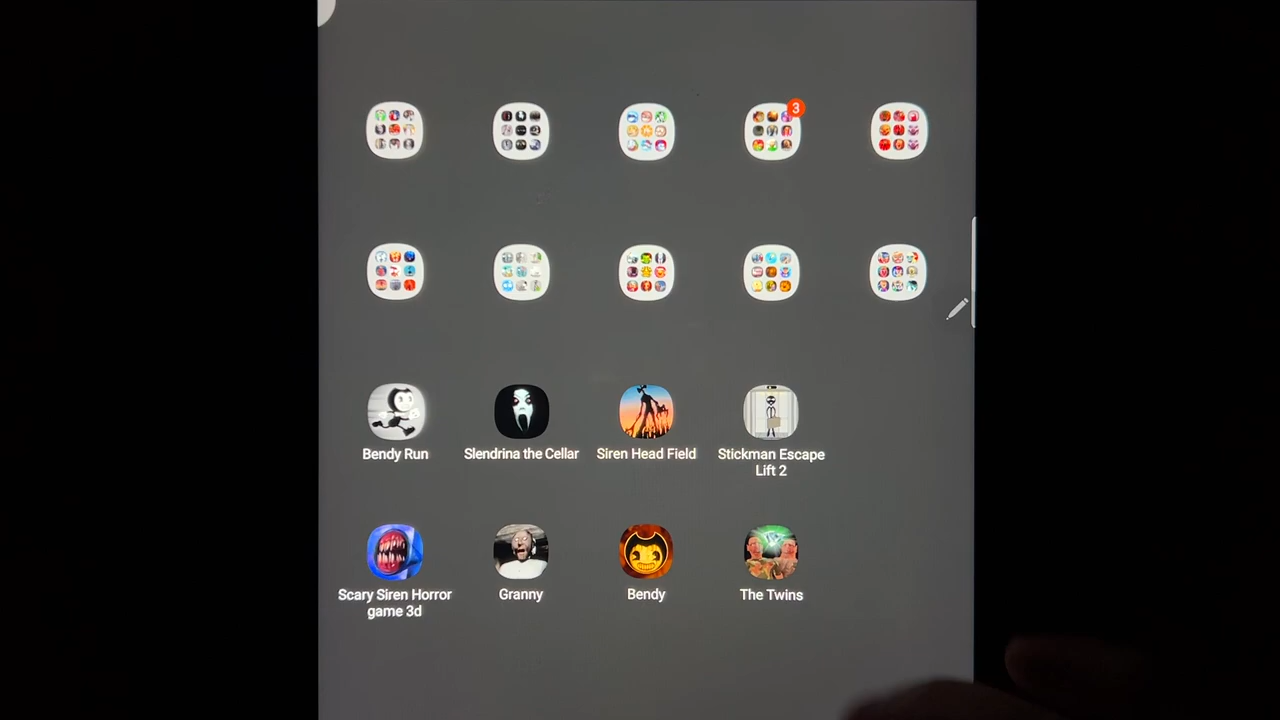 3
Bendy Run
Slendrina the Cellar
Siren Head Field
Stickman Escape
Lift 2
Scary Siren Horror
game 3d
Granny
Bendy
The Twins